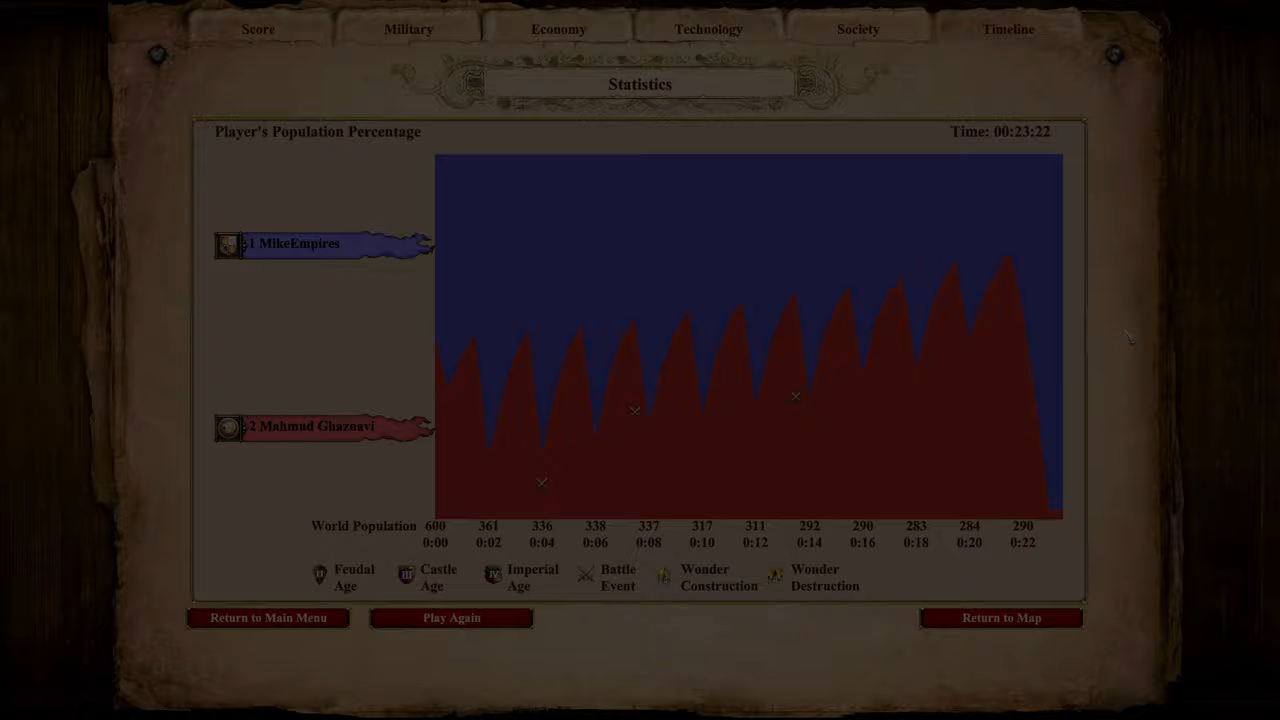 Score Military Economy Technology Society Timeline
Statistics
Player's Population Percentage Time: 00:23:22
1 MikeEmpires
2 Mahmud Ghaznavi
World Population 600 361 336 338 337 317 311 292 290 283 284 290
0:00 0:02 0:04 0:06 0:08 0:10 0:12 0:14 0:16 0:18 0:20 0:22
Feudal Castle Imperial Battle Wonder Wonder
Age Age Age Event Construction Destruction
Return to Main Menu Play Again Return to Map